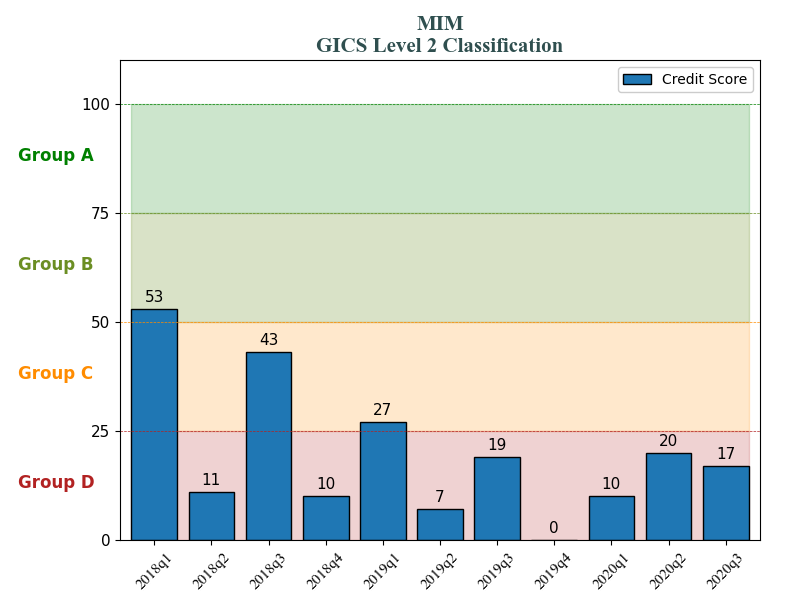 MIM
GICS Level 2 Classification
Credit Score
100
Group A
75
Group B
53
50
43
Group C
27
25
11
10
7
19
0
10
20
17
Group D
0
2018q1
2018q2
2018q3
2018q4
2019q1
2019q2
2019q3
2019q4
2020q1
2020q2
2020q3